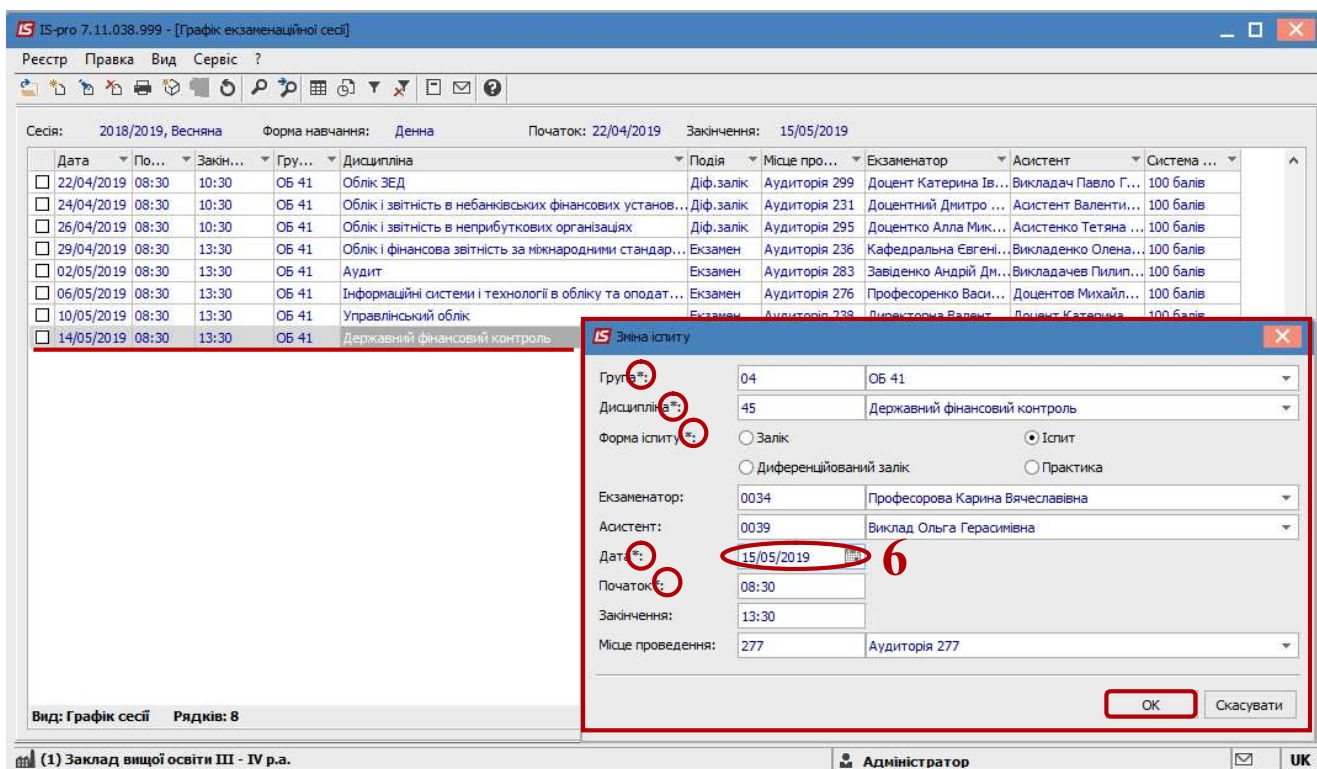 IS-pro 7.11.038.999 - [Графік екзаменаційної сесії]
Реєстр Правка Вид Сервіс ?
Сесія: 2018/2019, Весняна Форма навчання: Денна Початок: 22/04/2019 Закінчення: 15/05/2019
Дата По... Закін... Гру... Дисципліна Подія Місце про... Екзаменатор Асистент Система ...
22/04/2019 08:30 10:30 ОБ 41 Облік ЗЕД Діф.залік Аудиторія 299 Доцент Катерина Ів... Викладач Павло Г... 100 балів
24/04/2019 08:30 10:30 ОБ 41 Облік і звітність в небанківських фінансових установ... Діф.залік Аудиторія 231 Доцентний Дмитро ... Асистент Валенти... 100 балів
26/04/2019 08:30 10:30 ОБ 41 Облік і звітність в неприбуткових організаціях Діф.залік Аудиторія 295 Доцентко Алла Мик... Асистенко Тетяна ... 100 балів
29/04/2019 08:30 13:30 ОБ 41 Облік і фінансова звітність за міжнародними стандар... Екзамен Аудиторія 236 Кафедральна Євгені... Викладенко Олена... 100 балів
02/05/2019 08:30 13:30 ОБ 41 Аудит Екзамен Аудиторія 283 Завіденко Андрій Дм... Викладачев Пилип... 100 балів
06/05/2019 08:30 13:30 ОБ 41 Інформаційні системи і технології в обліку та оподат... Екзамен Аудиторія 276 Професоренко Васи... Доцентов Михайл... 100 балів
10/05/2019 08:30 13:30 ОБ 41 Управлінський облік Екзамен Аудиторія 238 Директорна Валент... Доцент Катерина... 100 балів
14/05/2019 08:30 13:30 ОБ 41 Державний фінансовий контроль
Зміна іспиту
Група*: 04 ОБ 41
Дисципліна*: 45 Державний фінансовий контроль
Форма іспиту *: Залік Іспит
Диференційований залік Практика
Екзаменатор: 0034 Професорова Карина Вячеславівна
Асистент: 0039 Виклад Ольга Герасимівна
Дата*: 15/05/2019 6
Початок*: 08:30
Закінчення: 13:30
Місце проведення: 277 Аудиторія 277
OK Скасувати
Вид: Графік сесії Рядків: 8
(1) Заклад вищої освіти III - IV р.а. Адміністратор UK